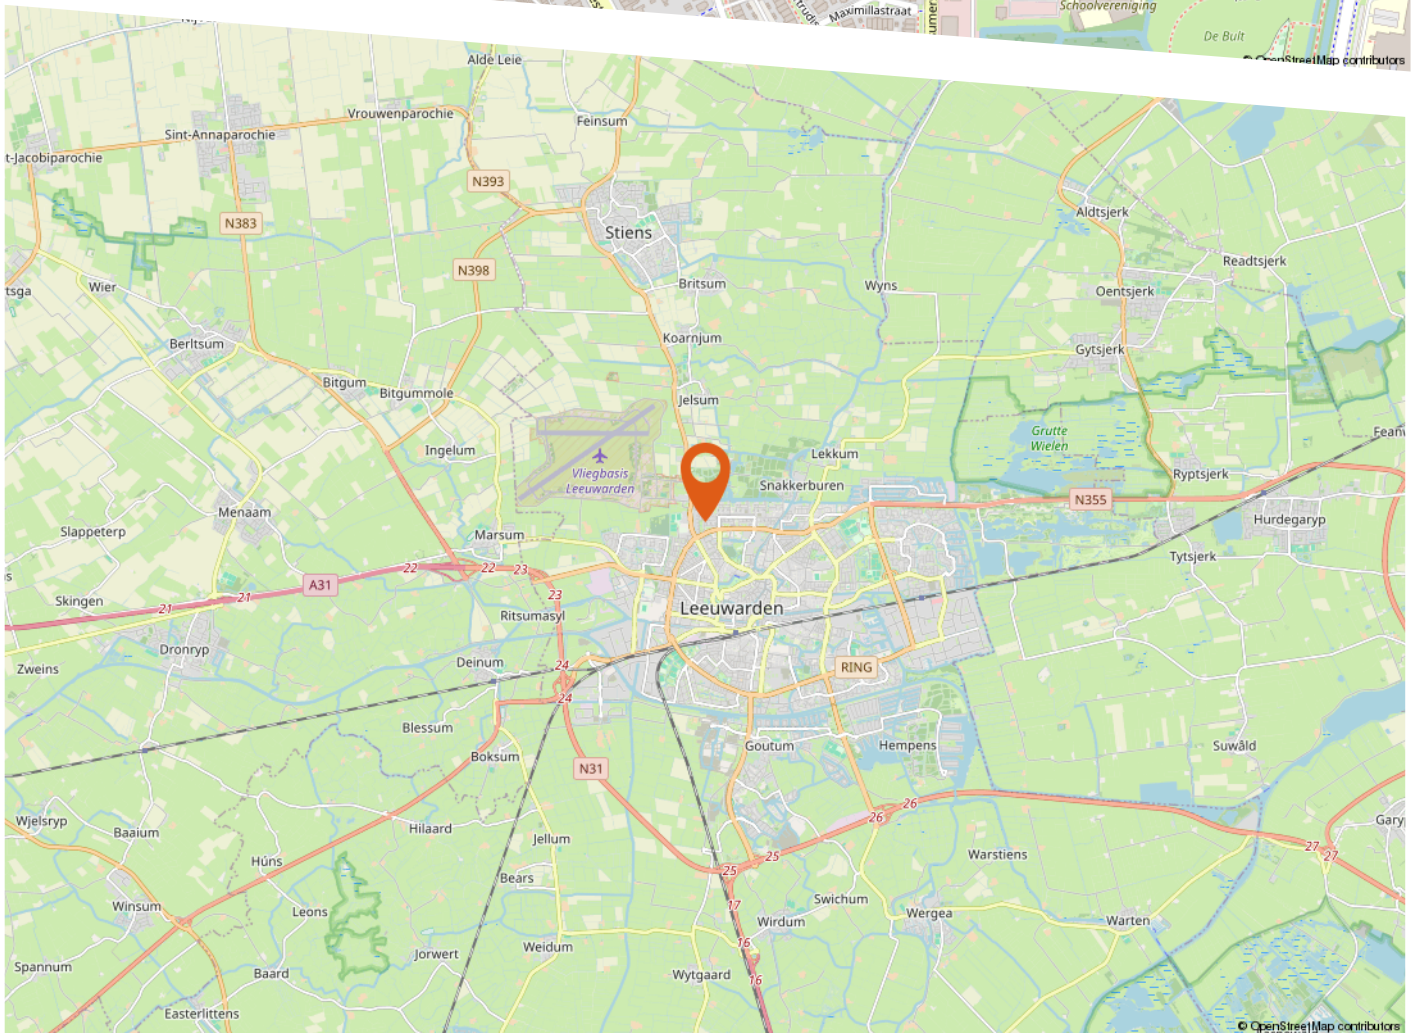 Maximillastraat
Schoolvereniging
De Bult
© OpenStreetMap contributors
Alde Leie
Vrouwenparochie
Feinsum
Sint-Annaparochie
t-Jacobiparochie
N393
Aldtsjerk
N383
Stiens
Readtsjerk
N398
Britsum
Wyns
Wier
tsga
Oentsjerk
Koarnjum
Berltsum
Gytsjerk
Bitgum
Bitgummole
Jelsum
Grutte
Wielen
Ingelum
Lekkum
Vliegbasis
Leeuwarden
Ryptsjerk
Snakkerburen
N355
Menaam
Hurdegaryp
Slappeterp
Marsum
Tytsjerk
22
22
23
A31
23
21
21
Skingen
Leeuwarden
Ritsumasyl
Dronryp
Deinum
24
RING
Zweins
24
Blessum
Goutum
Hempens
Suwâld
Boksum
N31
26
26
Wjelsryp
Baaium
Hilaard
Jellum
Garyp
27
27
Húns
25
25
Warstiens
Bears
Winsum
Leons
17
Swichum
Wergea
Wirdum
Warten
Weidum
16
Jorwert
Spannum
Baard
Wytgaard
16
Easterlittens
© OpenStreetMap contributors